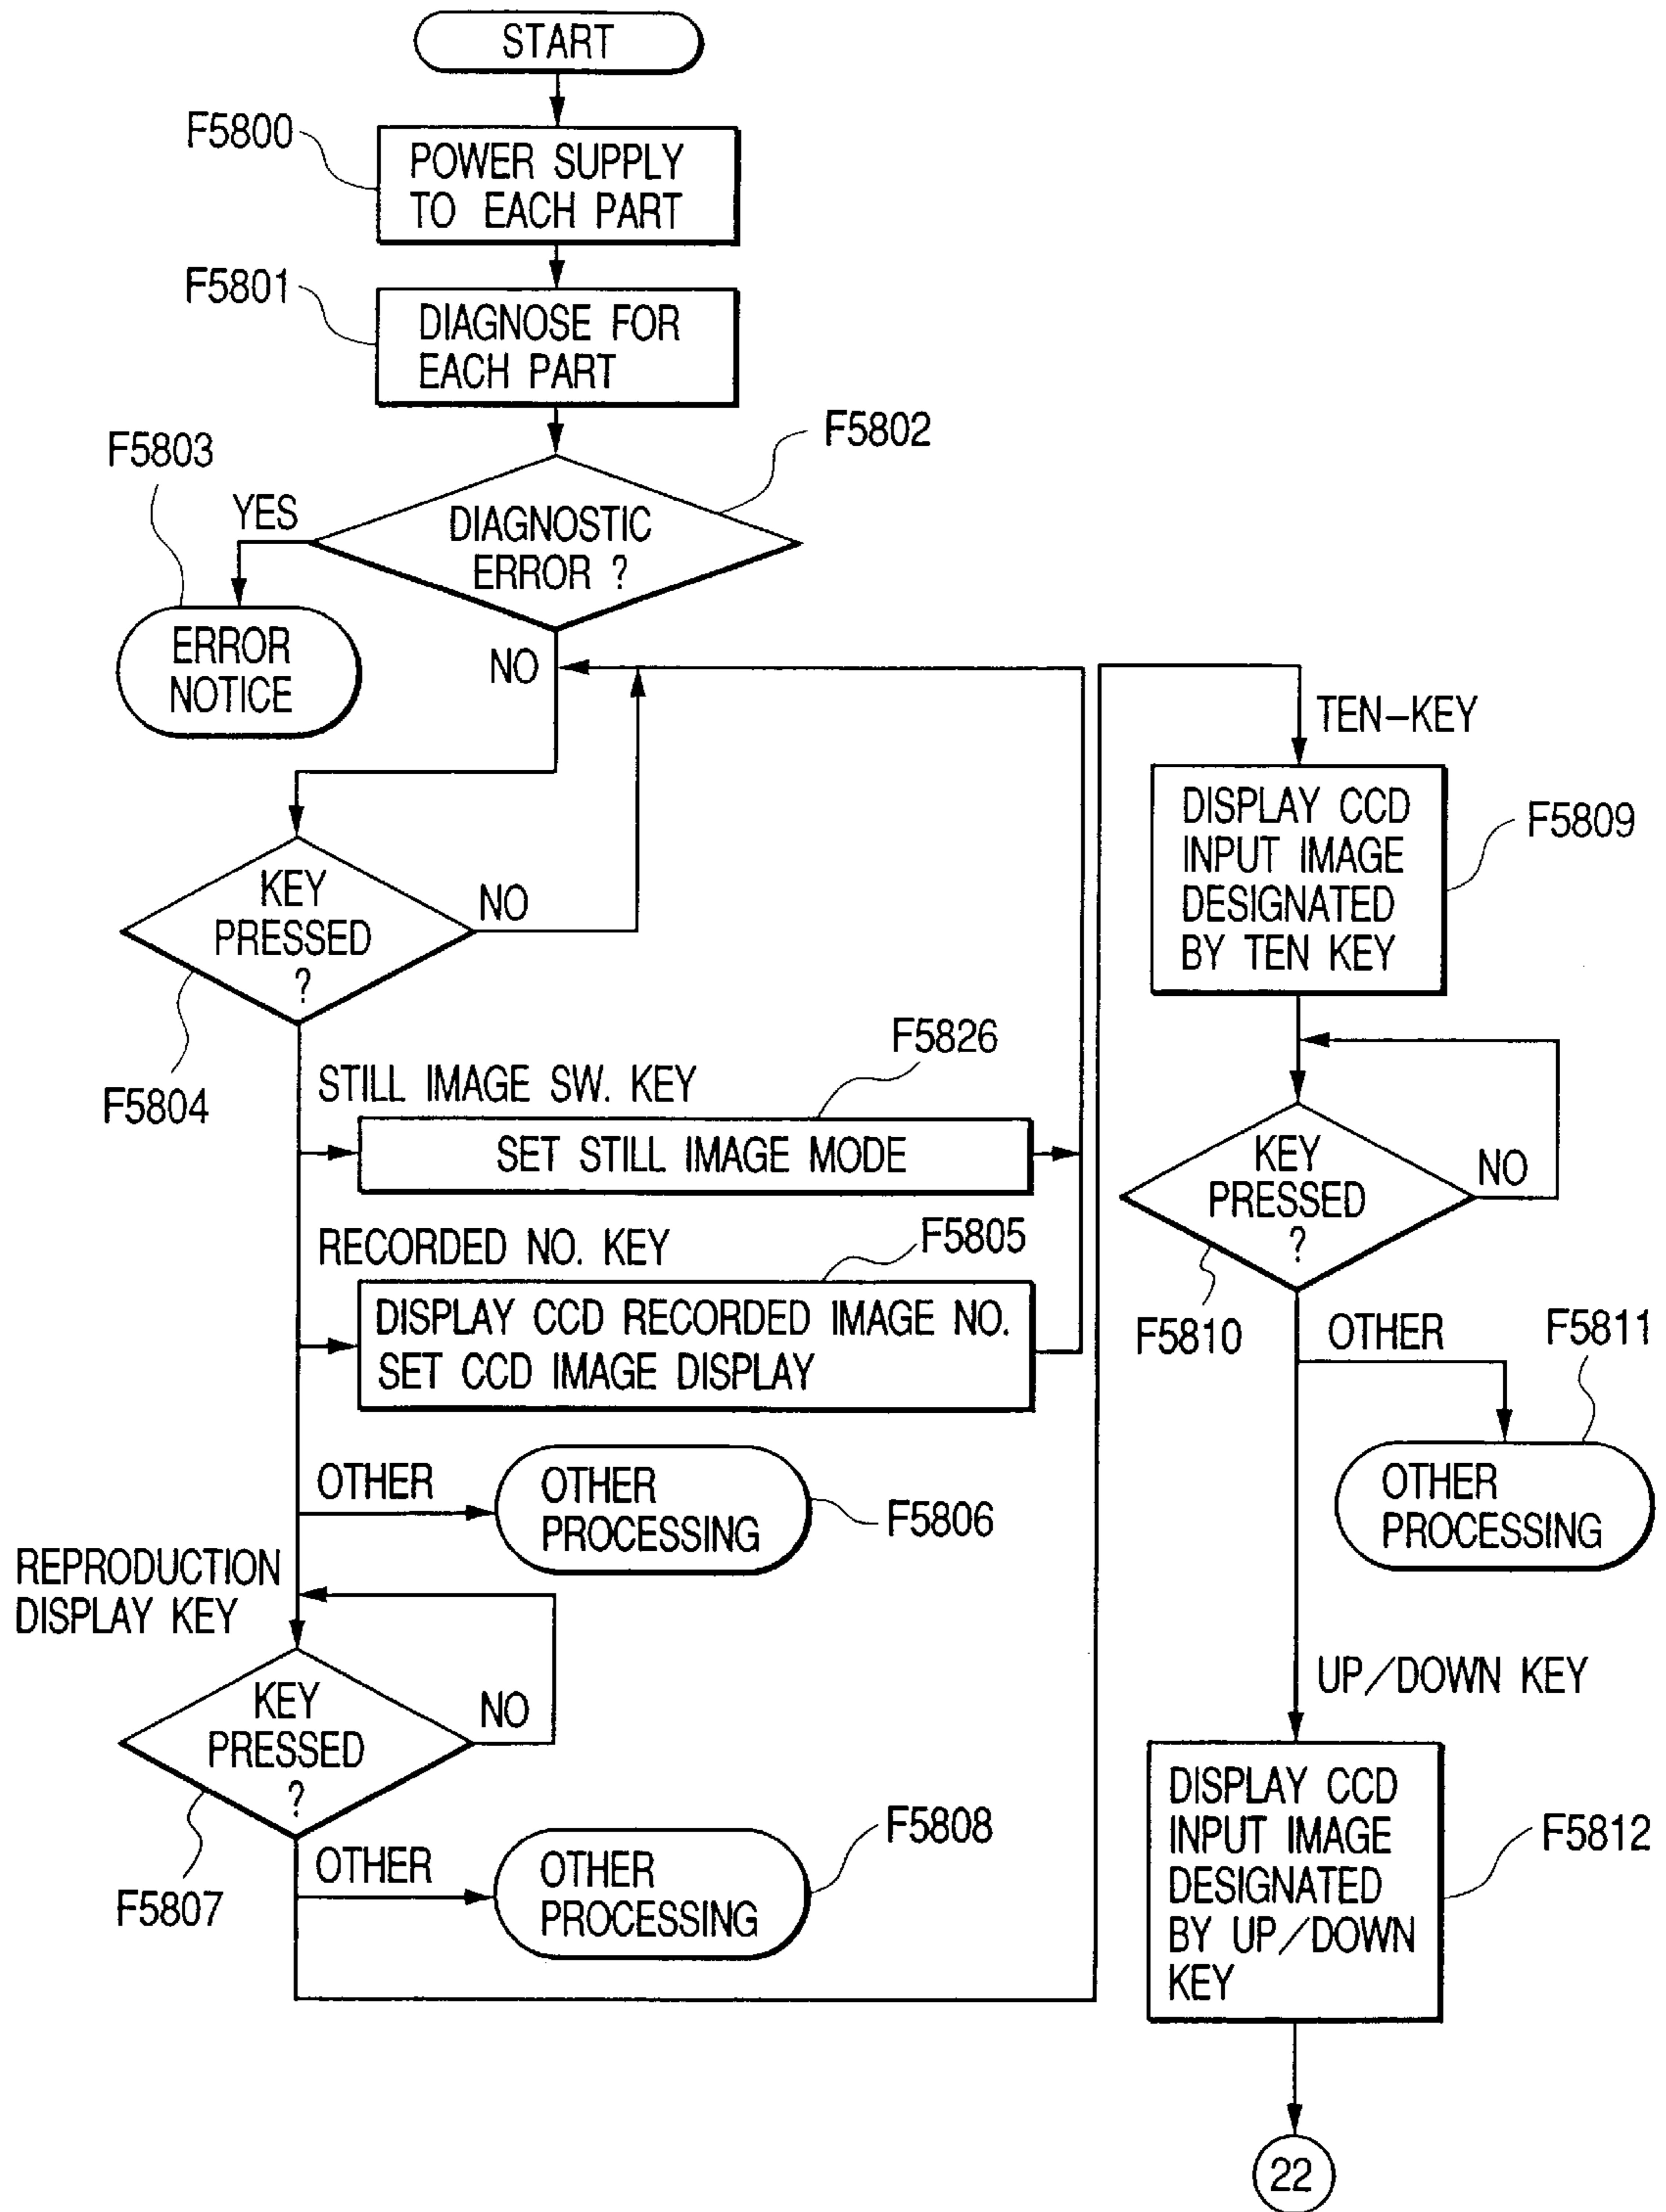 START
F5800
POWER SUPPLY
TO EACH PART
F5801
DIAGNOSE FOR
EACH PART
F5802
F5803
YES
DIAGNOSTIC
ERROR ?
ERROR
NOTICE
NO
KEY
PRESSED
?
NO
F5804
STILL IMAGE SW. KEY
F5826
SET STILL IMAGE MODE
RECORDED NO. KEY
F5805
DISPLAY CCD RECORDED IMAGE NO.
SET CCD IMAGE DISPLAY
OTHER
OTHER
PROCESSING
F5806
REPRODUCTION
DISPLAY KEY
KEY
PRESSED
?
NO
F5807
OTHER
OTHER
PROCESSING
F5808
TEN-KEY
DISPLAY CCD
INPUT IMAGE
DESIGNATED
BY TEN KEY
F5809
KEY
PRESSED
?
NO
F5810
OTHER
F5811
OTHER
PROCESSING
UP/DOWN KEY
DISPLAY CCD
INPUT IMAGE
DESIGNATED
BY UP/DOWN
KEY
F5812
22